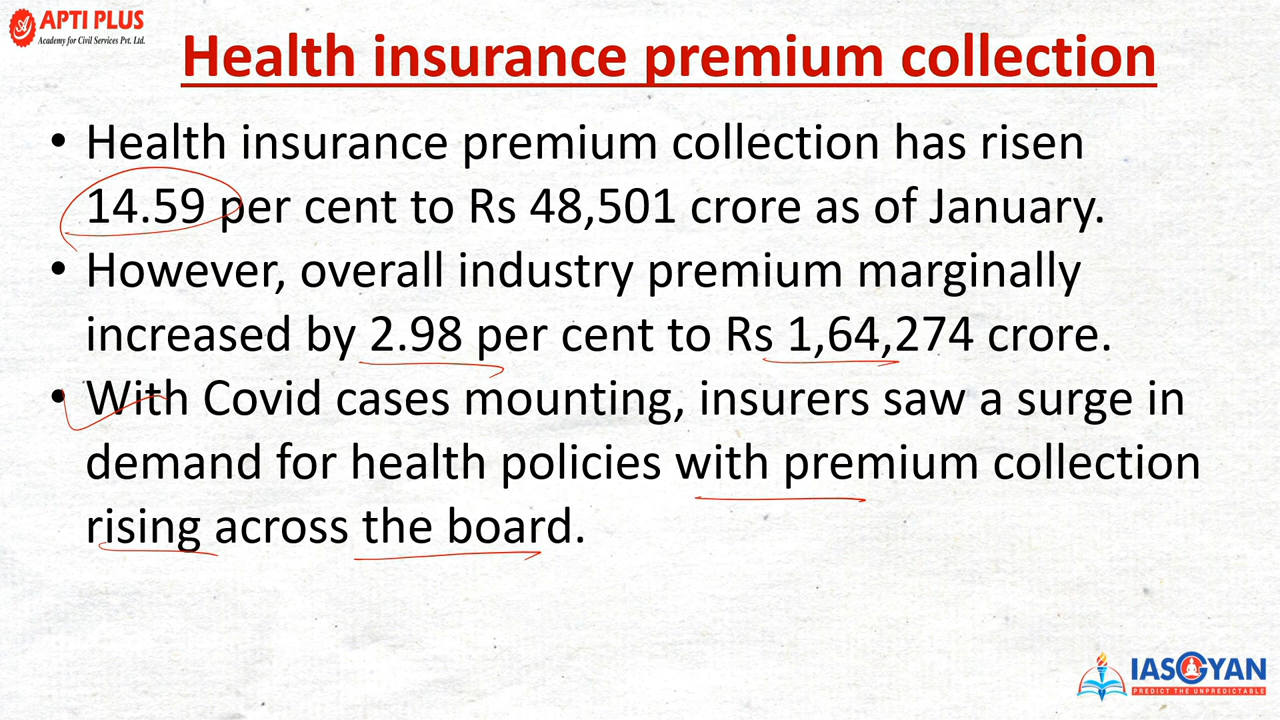 APTI PLUS
Academy for Civil Services Pvt. Ltd.
Health insurance premium collection
• Health insurance premium collection has risen
14.59 per cent to Rs 48,501 crore as of January.
• However, overall industry premium marginally
increased by 2.98 per cent to Rs 1,64,274 crore.
• With Covid cases mounting, insurers saw a surge in
demand for health policies with premium collection
rising across the board.
IASGYAN
PREDICT THE UNPREDICTABLE